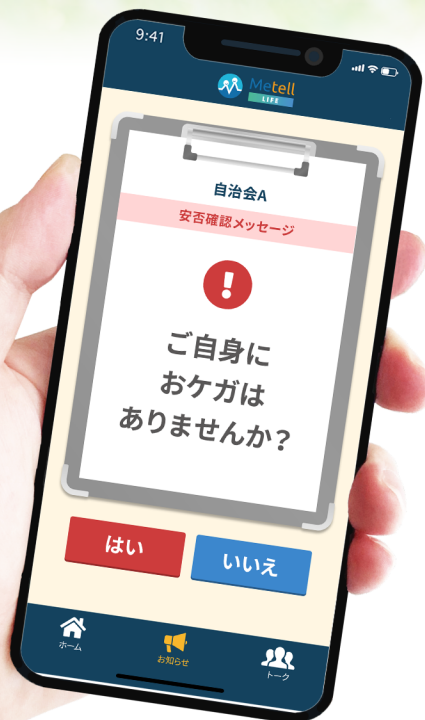 9:41
Metell
LIFE
自治会A
安否確認メッセージ
ご自身に
おケガは
ありませんか？
はい
いいえ
ホーム
お知らせ
トーク